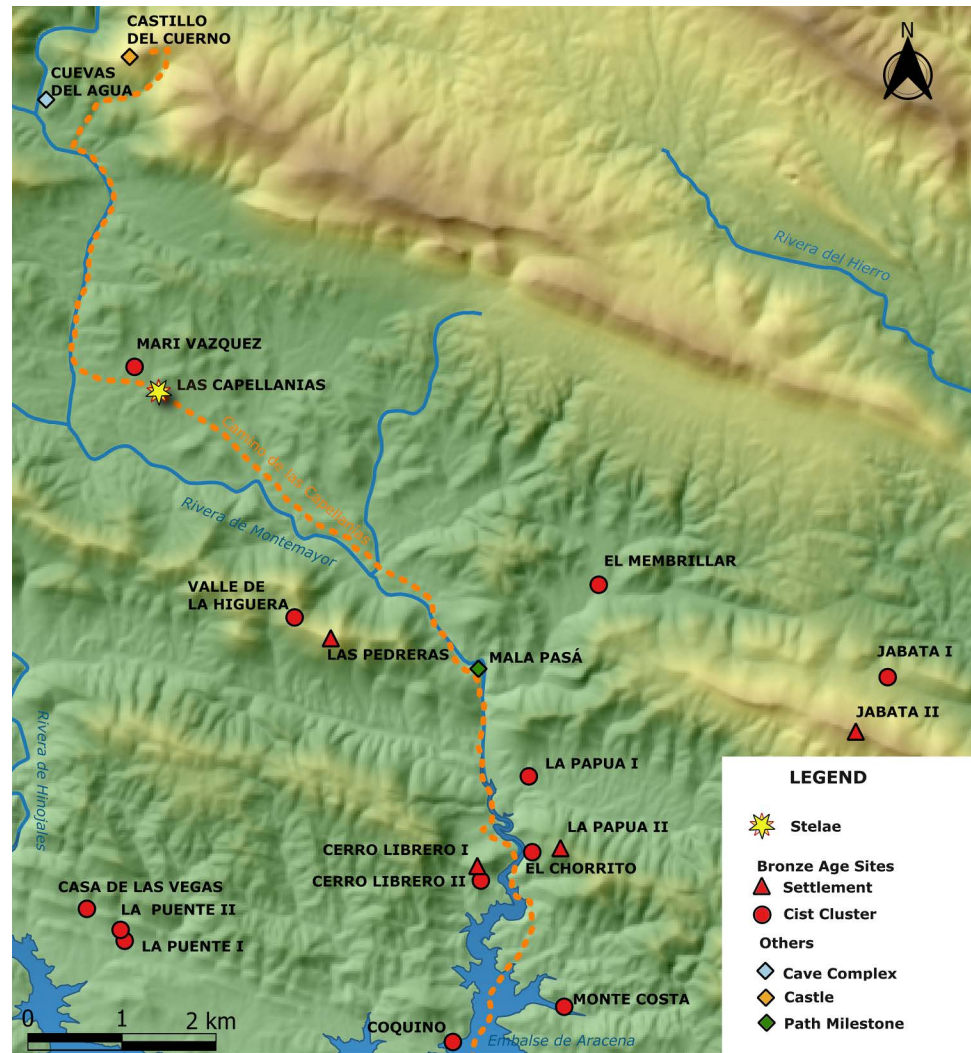 CASTILLO
DEL CUERNO
CUEVAS
DEL AGUA
N
Rivera del Hierro
MARI VAZQUEZ
LAS CAPELLANIAS
Camino de las Capellanías
Rivera de Montemayor
EL MEMBRILLAR
VALLE DE
LA HIGUERA
LAS PEDRERAS
MALA PASÁ
JABATA I
JABATA II
Rivera de Hinojales
LA PAPUA I
LA PAPUA II
CERRO LIBRERO I
EL CHORRITO
CERRO LIBRERO II
CASA DE LAS VEGAS
LA PUENTE II
LA PUENTE I
MONTE COSTA
COQUINO
Embalse de Aracena
0 1 2 km
LEGEND
Stelae
Bronze Age Sites
Settlement
Cist Cluster
Others
Cave Complex
Castle
Path Milestone